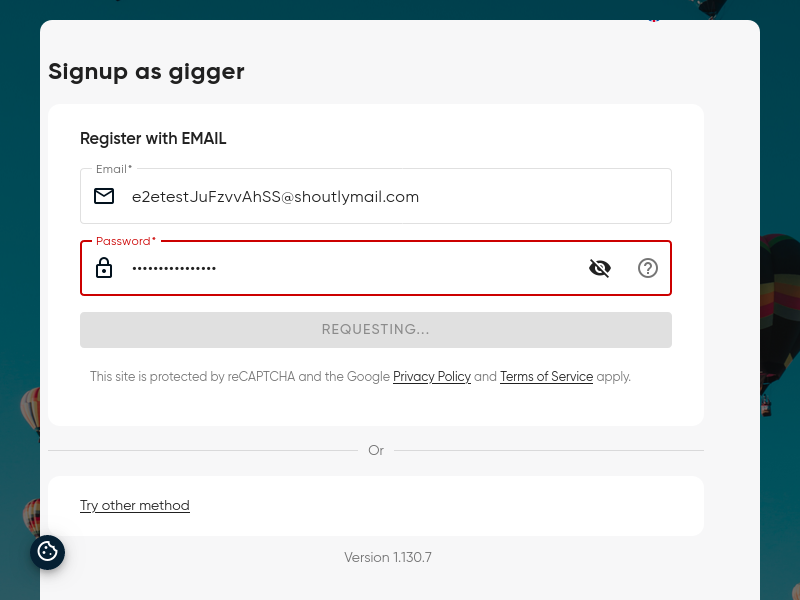 Signup as gigger
Register with EMAIL
Email*
e2etestJuFzvvAhSS@shoutlymail.com
Password*
••••••••••••••••
REQUESTING...
This site is protected by reCAPTCHA and the Google Privacy Policy and Terms of Service apply.
Or
Try other method
Version 1.130.7